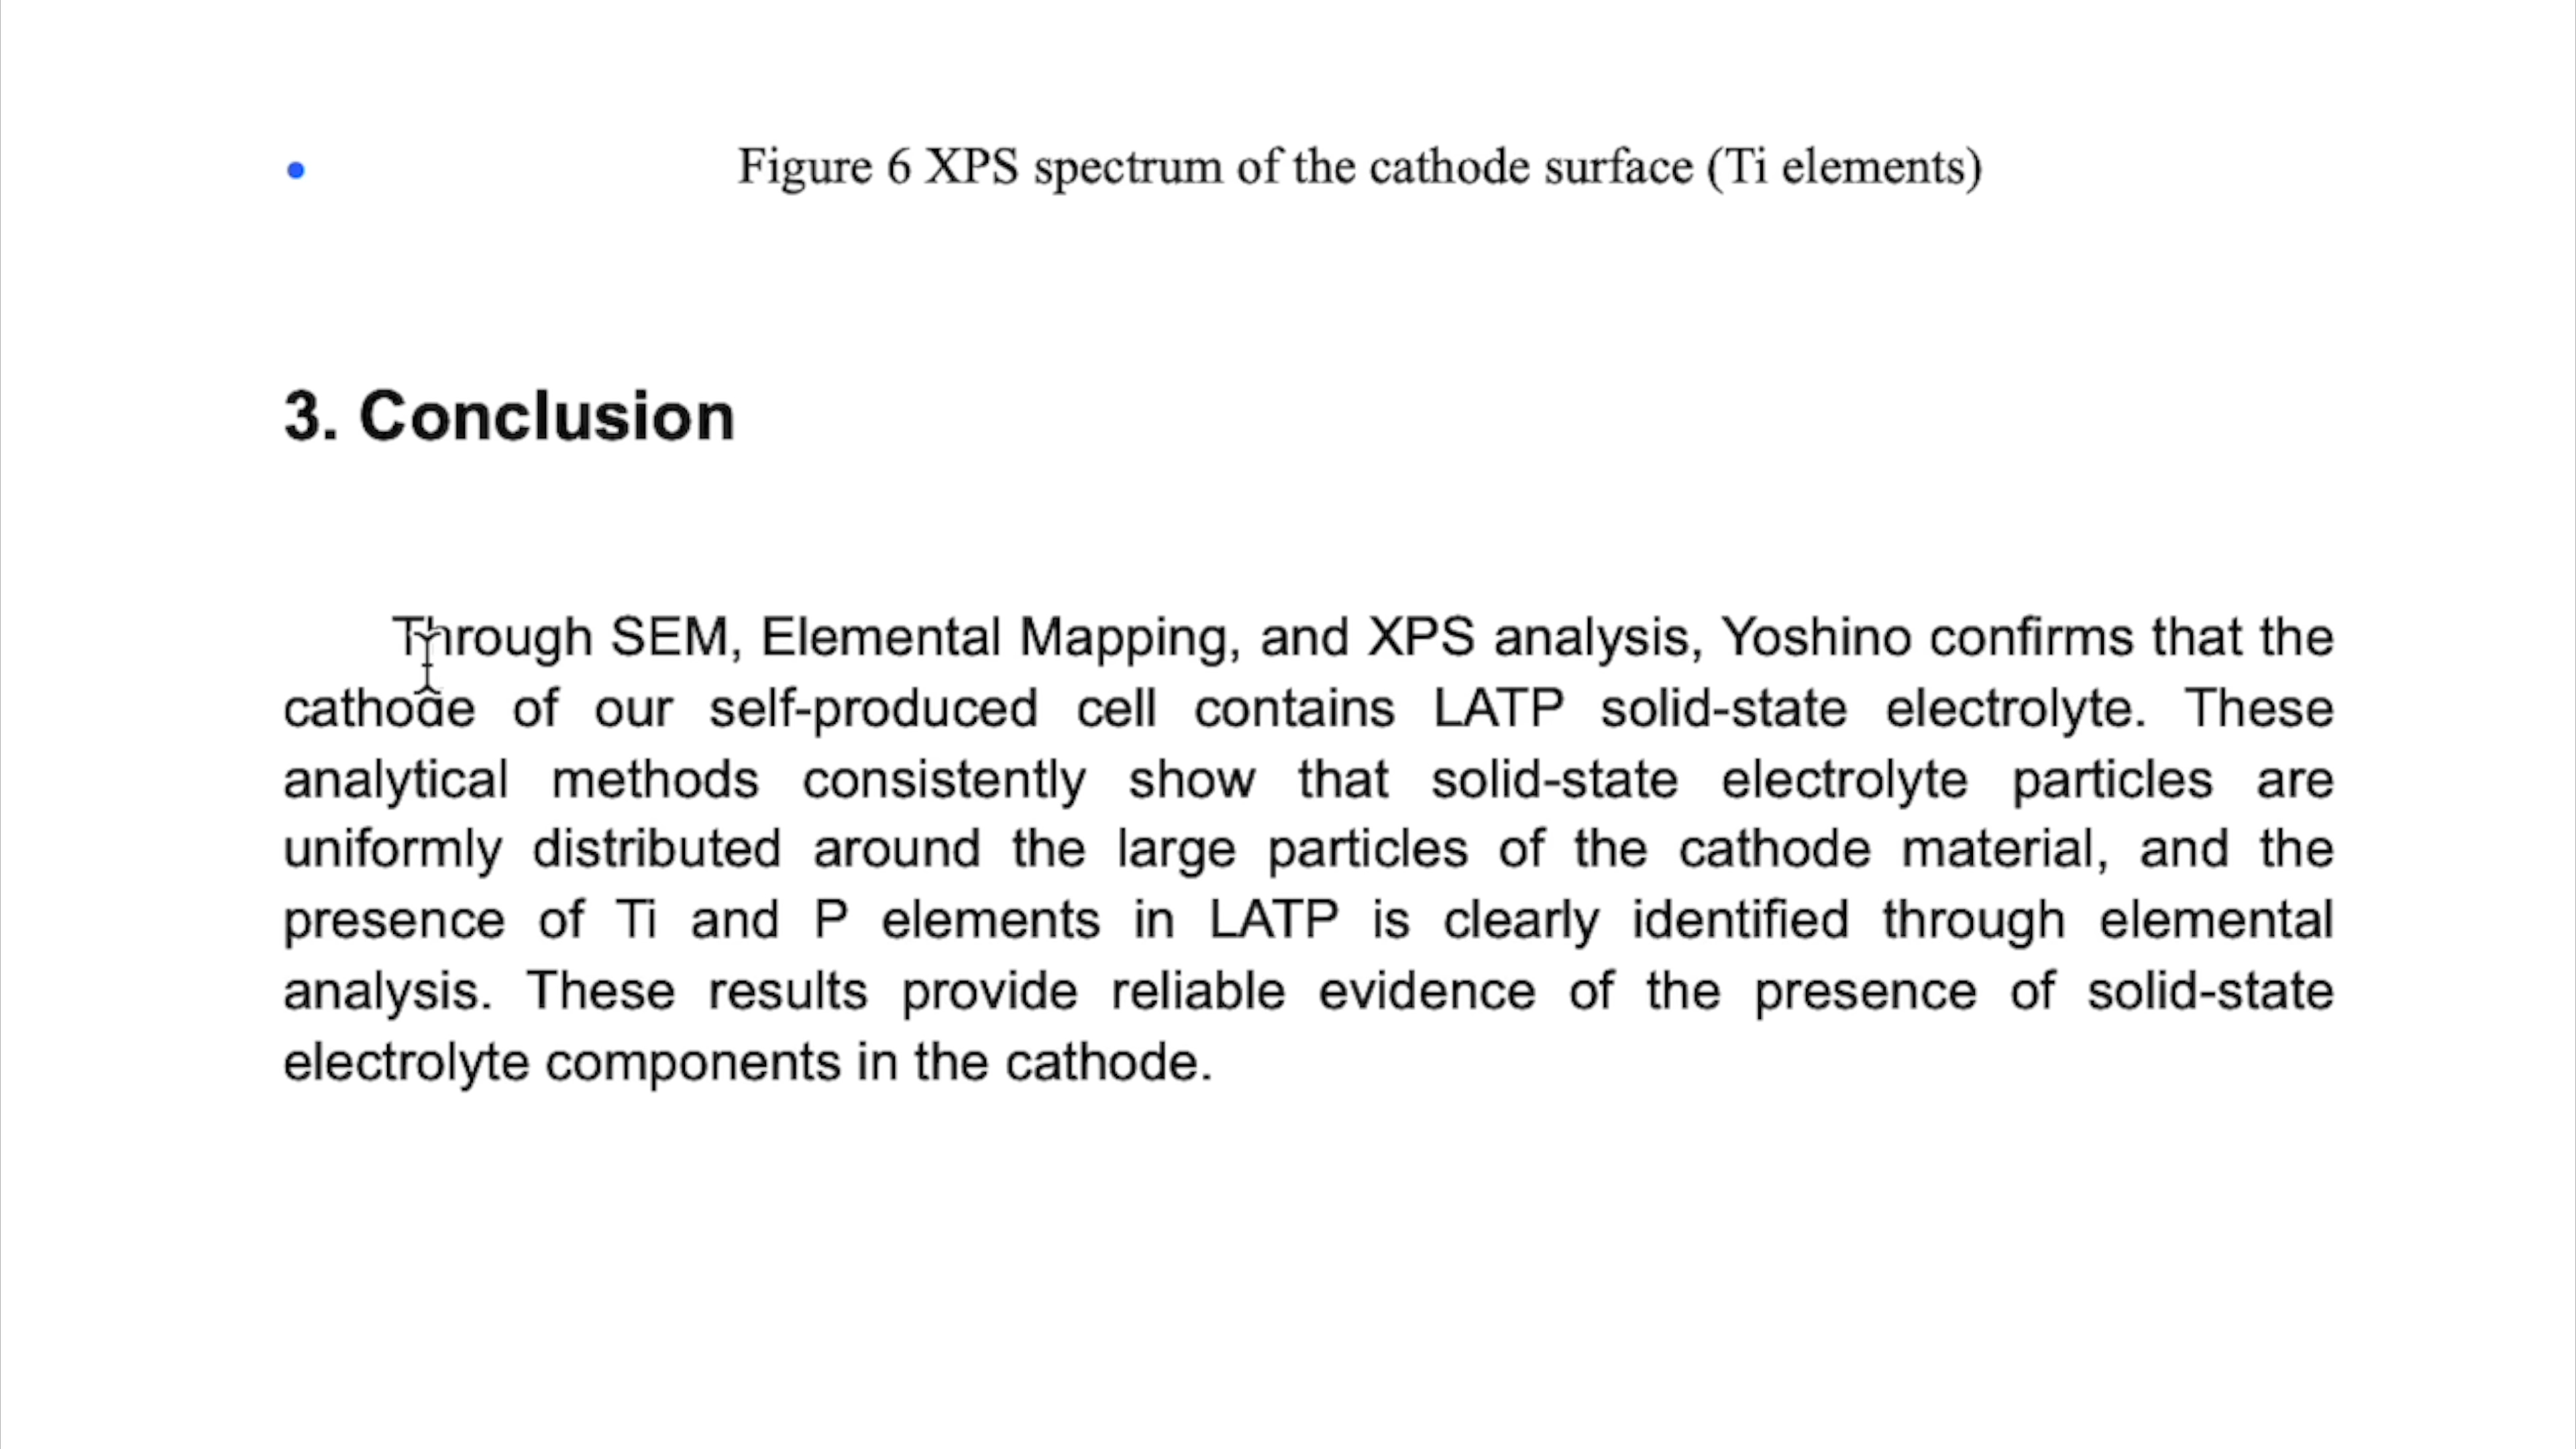 Figure 6 XPS spectrum of the cathode surface (Ti elements)
3. Conclusion
Through SEM, Elemental Mapping, and XPS analysis, Yoshino confirms that the
cathode of our self-produced cell contains LATP solid-state electrolyte. These
analytical methods consistently show that solid-state electrolyte particles are
uniformly distributed around the large particles of the cathode material, and the
presence of Ti and P elements in LATP is clearly identified through elemental
analysis. These results provide reliable evidence of the presence of solid-state
electrolyte components in the cathode.